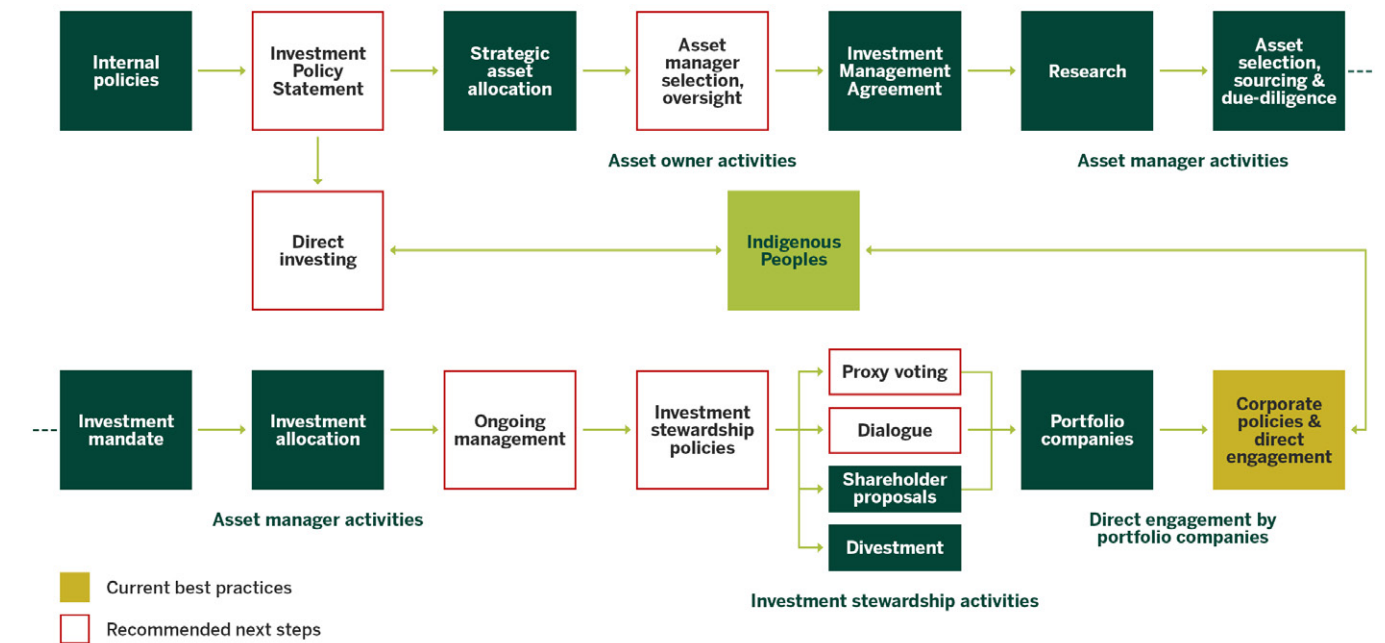 Internal
policies
Investment
Policy
Statement
Strategic
asset
allocation
Asset
manager
selection,
oversight
Investment
Management
Agreement
Research
Asset
selection,
sourcing &
due-diligence
Asset owner activities
Asset manager activities
Direct
investing
Indigenous
Peoples
Investment
mandate
Investment
allocation
Ongoing
management
Investment
stewardship
policies
Proxy voting
Dialogue
Shareholder
proposals
Divestment
Portfolio
companies
Corporate
policies &
direct
engagement
Asset manager activities
Direct engagement by
portfolio companies
Investment stewardship activities
Current best practices
Recommended next steps